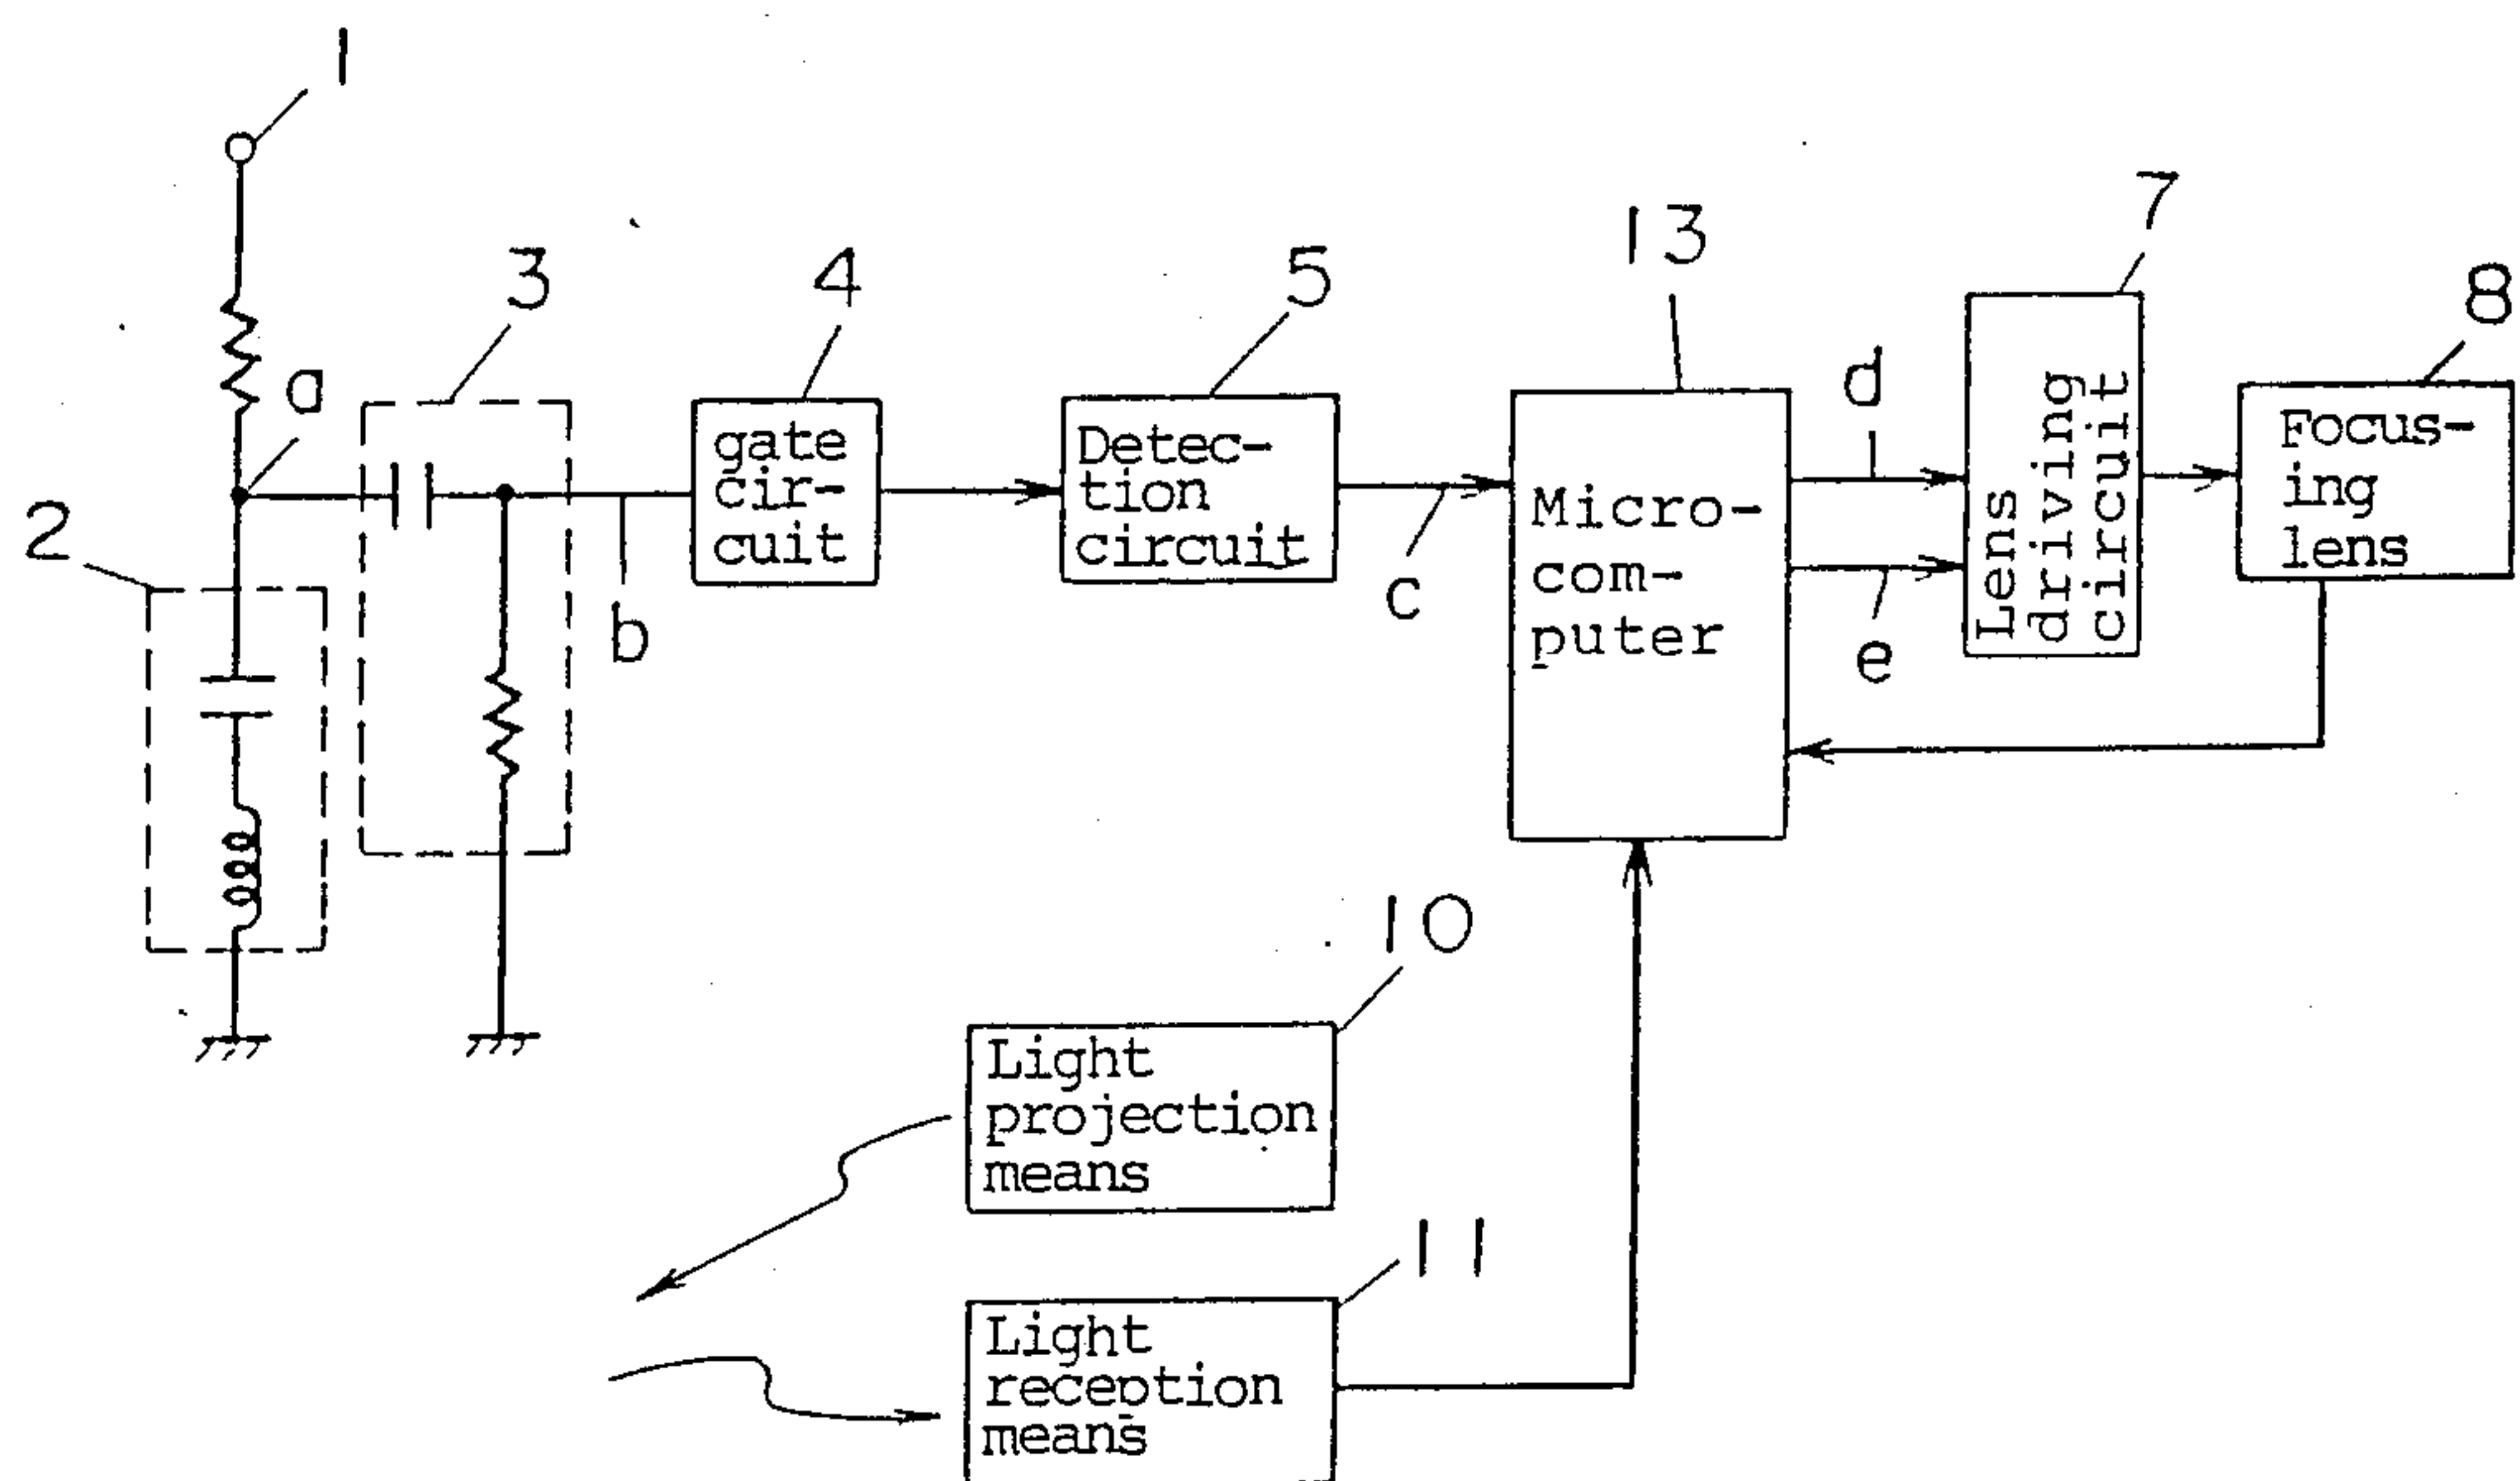 1
a
2
3
b
4
gate
cir-
cuit
5
Detec-
tion
circuit
c
13
Micro-
com-
puter
d
e
7
Lens
driving
circuit
8
Focus-
ing
lens
10
Light
projection
means
11
Light
reception
means